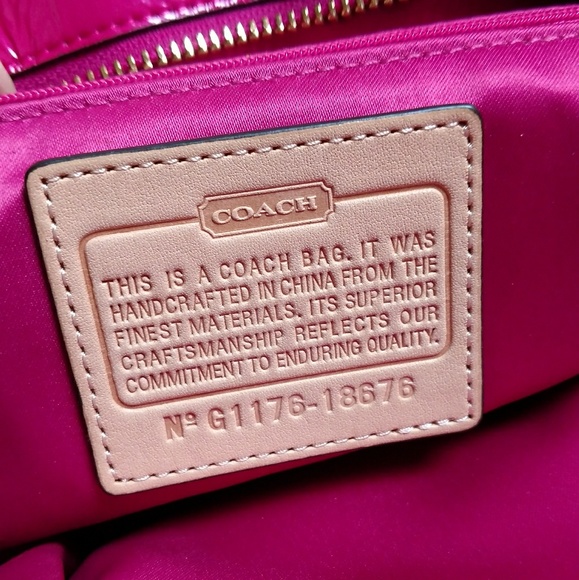 COACH
THIS IS A COACH BAG. IT WAS
HANDCRAFTED IN CHINA FROM THE
FINEST MATERIALS. ITS SUPERIOR
CRAFTSMANSHIP REFLECTS OUR
COMMITMENT TO ENDURING QUALITY.
Nº G1176-18676